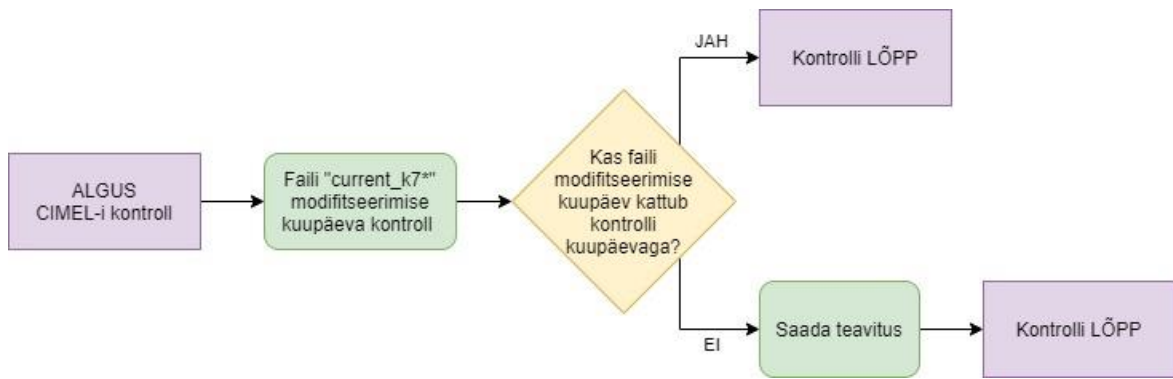 JAH
Kontrolli LÕPP
ALGUS
CIMEL-i kontroll
Faili "current_k7*"
modifitseerimise
kuupäeva kontroll
Kas faili
modifitseerimise
kuupäev kattub
kontrolli
kuupäevaga?
EI
Saada teavitus
Kontrolli LÕPP